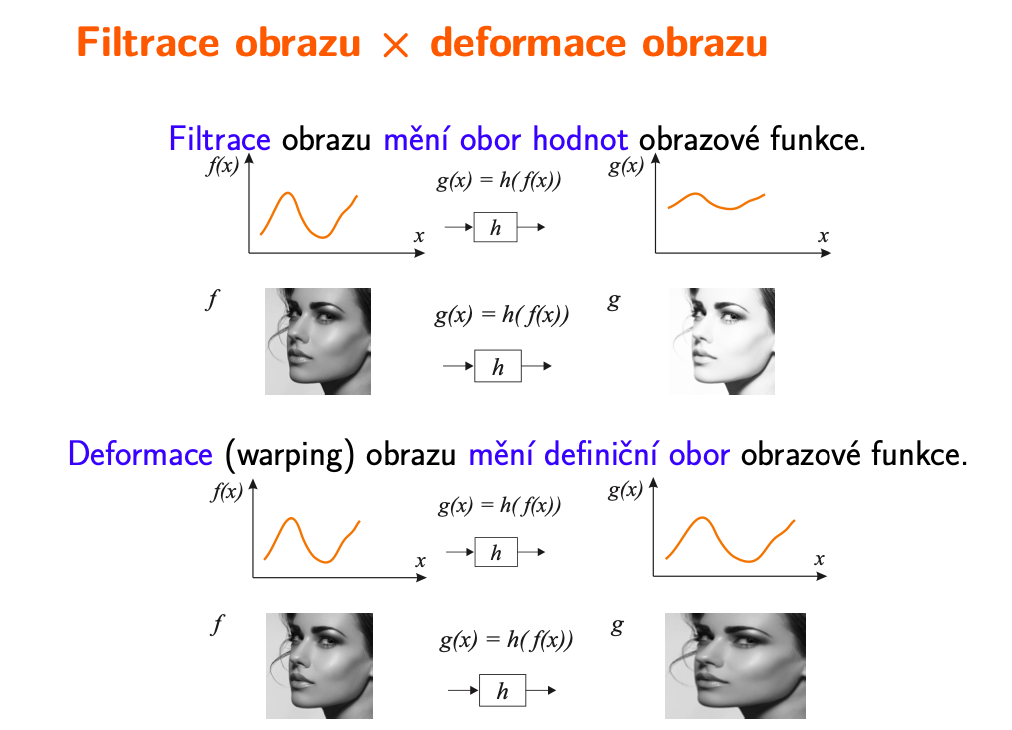 Filtrace obrazu × deformace obrazu
Filtrace obrazu mění obor hodnot obrazové funkce.
f(x)
g(x) = h(f(x))
g(x)
h
x
x
f
g(x) = h(f(x))
g
h
Deformace (warping) obrazu mění definiční obor obrazové funkce.
f(x)
g(x) = h(f(x))
g(x)
h
x
x
f
g(x) = h(f(x))
g
h